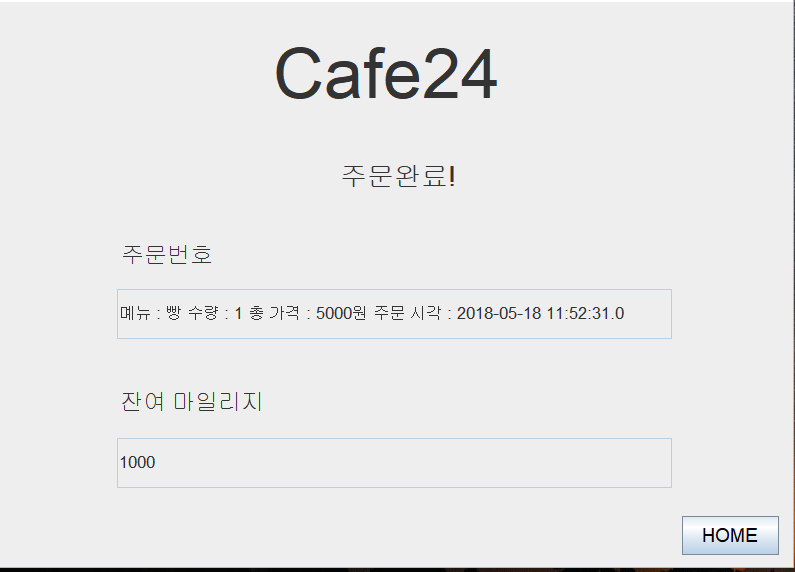 Cafe24
주문완료!
주문번호
메뉴 : 빵 수량 : 1 총 가격 : 5000원 주문 시각 : 2018-05-18 11:52:31.0
잔여 마일리지
1000
HOME